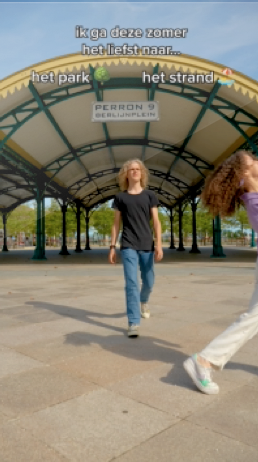 ik ga deze zomer
het liefst naar...
het park 🌳 het strand 🏖️
PERRON 9
BERLIJNPLEIN